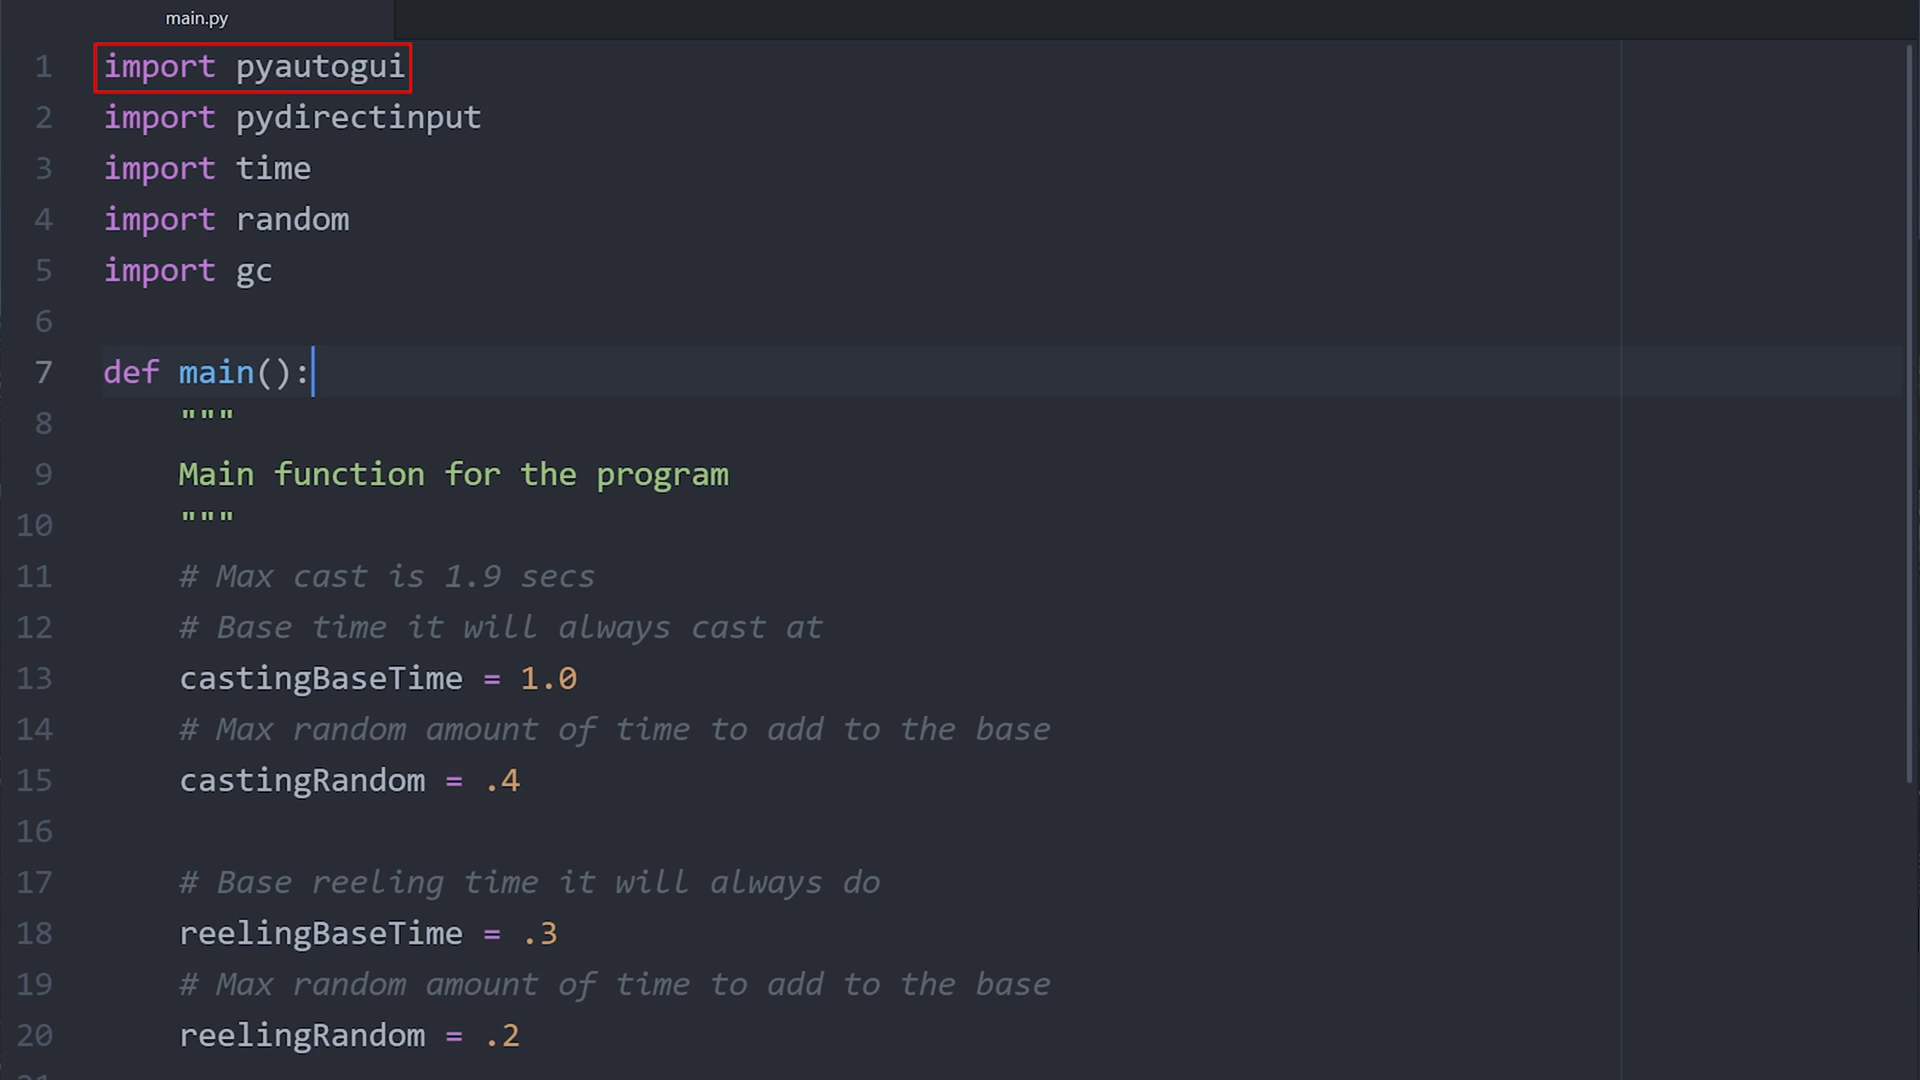 main.py
1 import pyautogui
2 import pydirectinput
3 import time
4 import random
5 import gc
6
7 def main():
8     """
9     Main function for the program
10     """
11     # Max cast is 1.9 secs
12     # Base time it will always cast at
13     castingBaseTime = 1.0
14     # Max random amount of time to add to the base
15     castingRandom = .4
16
17     # Base reeling time it will always do
18     reelingBaseTime = .3
19     # Max random amount of time to add to the base
20     reelingRandom = .2